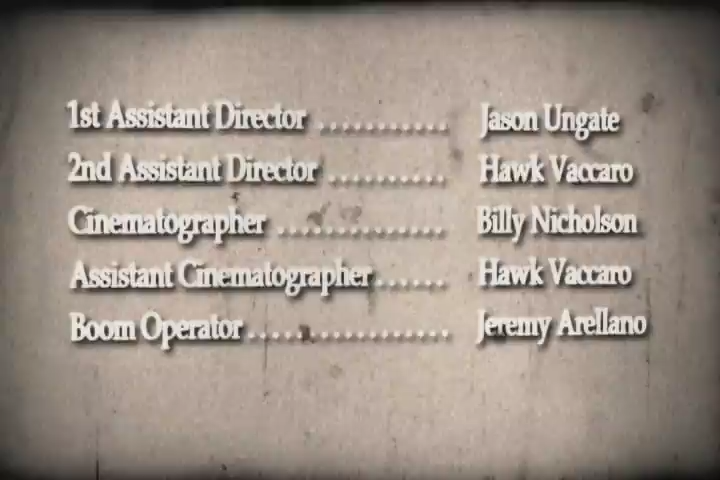 1st Assistant Director ........... Jason Ungate
2nd Assistant Director .......... Hawk Vaccaro
Cinematographer .............. Billy Nicholson
Assistant Cinematographer...... Hawk Vaccaro
Boom Operator................. Jeremy Arellano